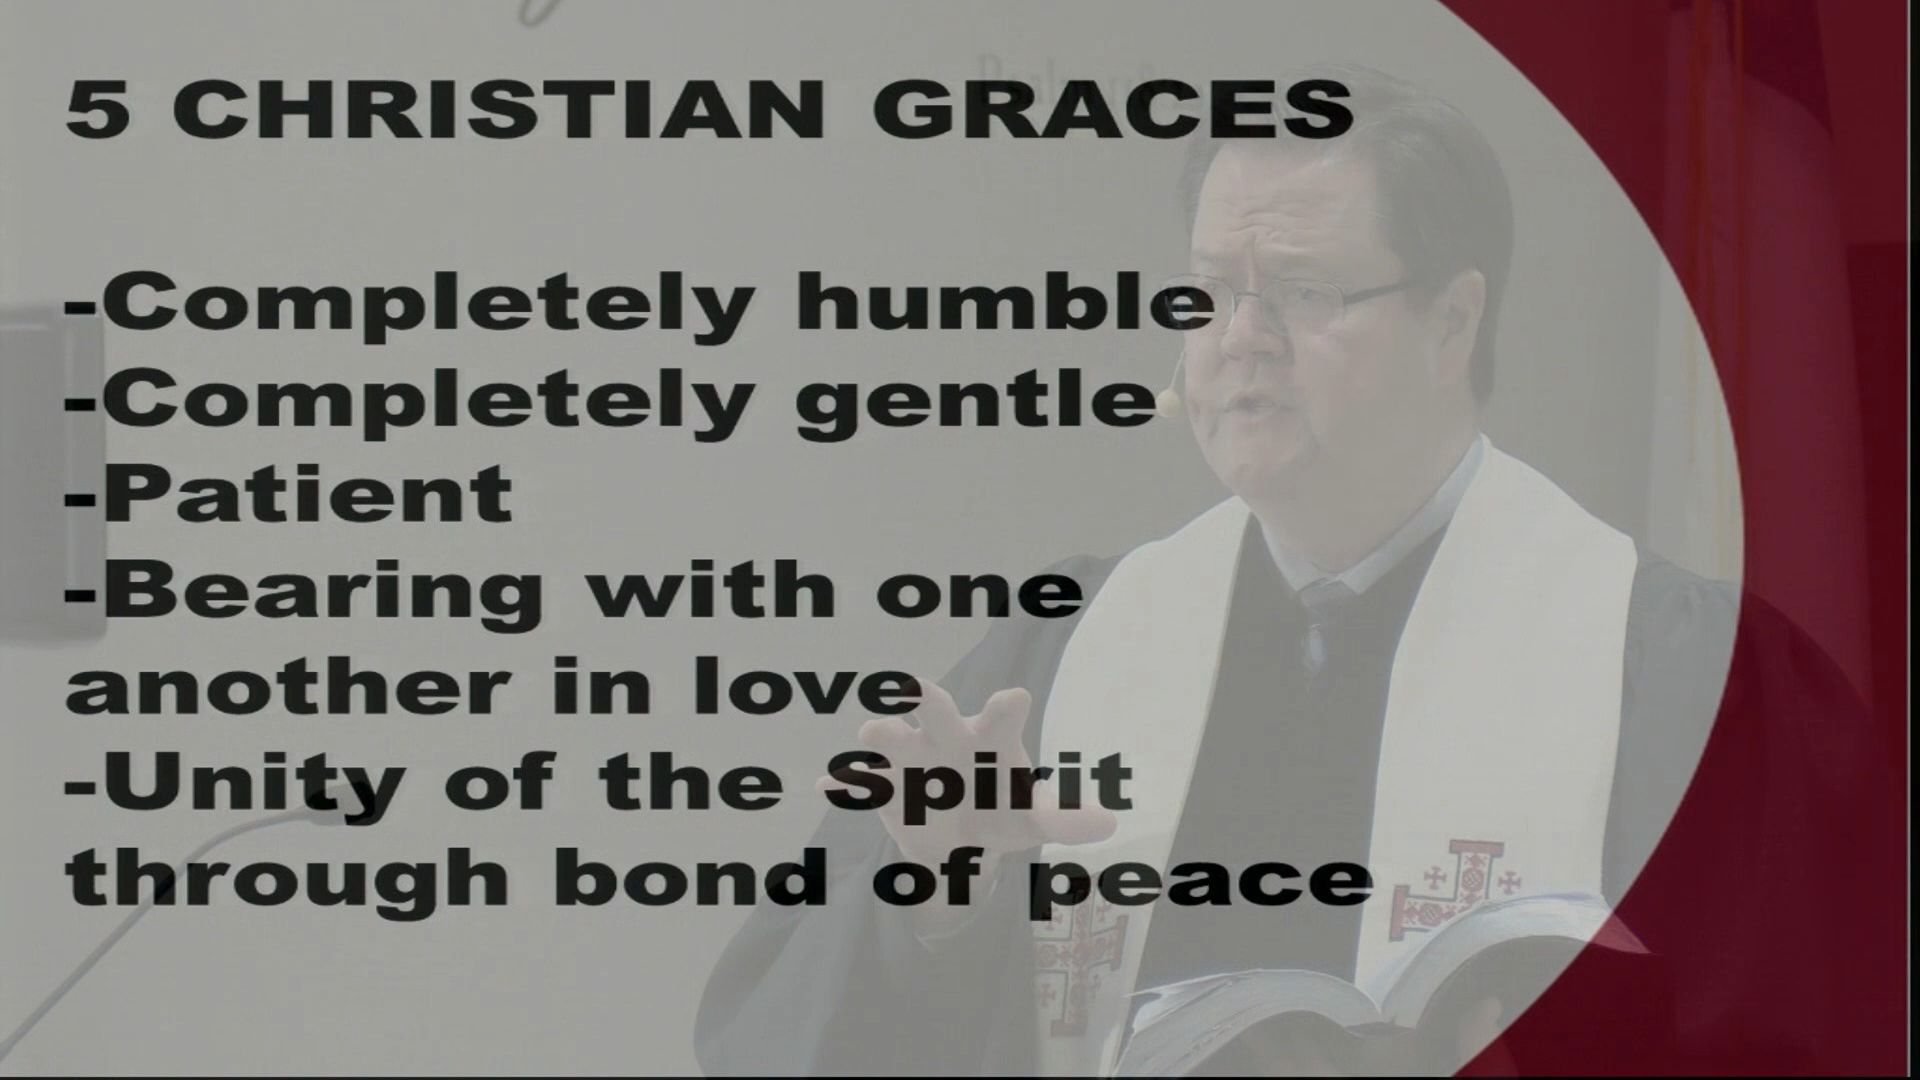 5 CHRISTIAN GRACES
-Completely humble
-Completely gentle
-Patient
-Bearing with one
another in love
-Unity of the Spirit
through bond of peace